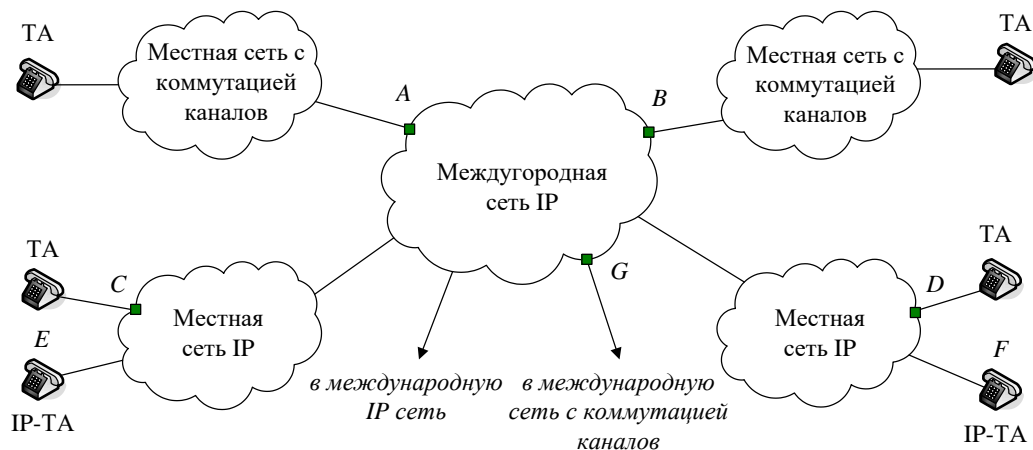 ТА
Местная сеть с
коммутацией
каналов
A
B
Местная сеть с
коммутацией
каналов
ТА
Междугородная
сеть IP
ТА
C
E
IP-ТА
Местная
сеть IP
G
в международную
IP сеть
в международную
сеть с коммутацией
каналов
Местная
сеть IP
D
ТА
F
IP-ТА